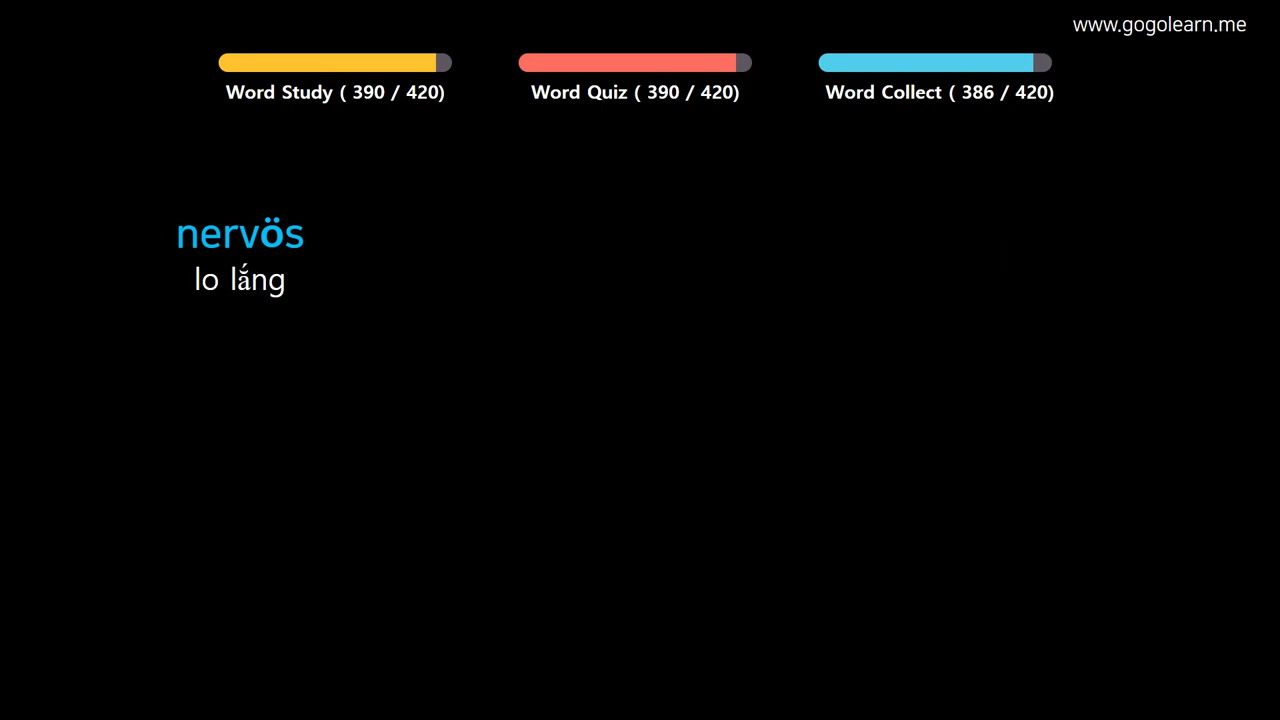 www.gogolearn.me
Word Study ( 390 / 420)
Word Quiz ( 390 / 420)
Word Collect ( 386 / 420)
nervös
lo lắng